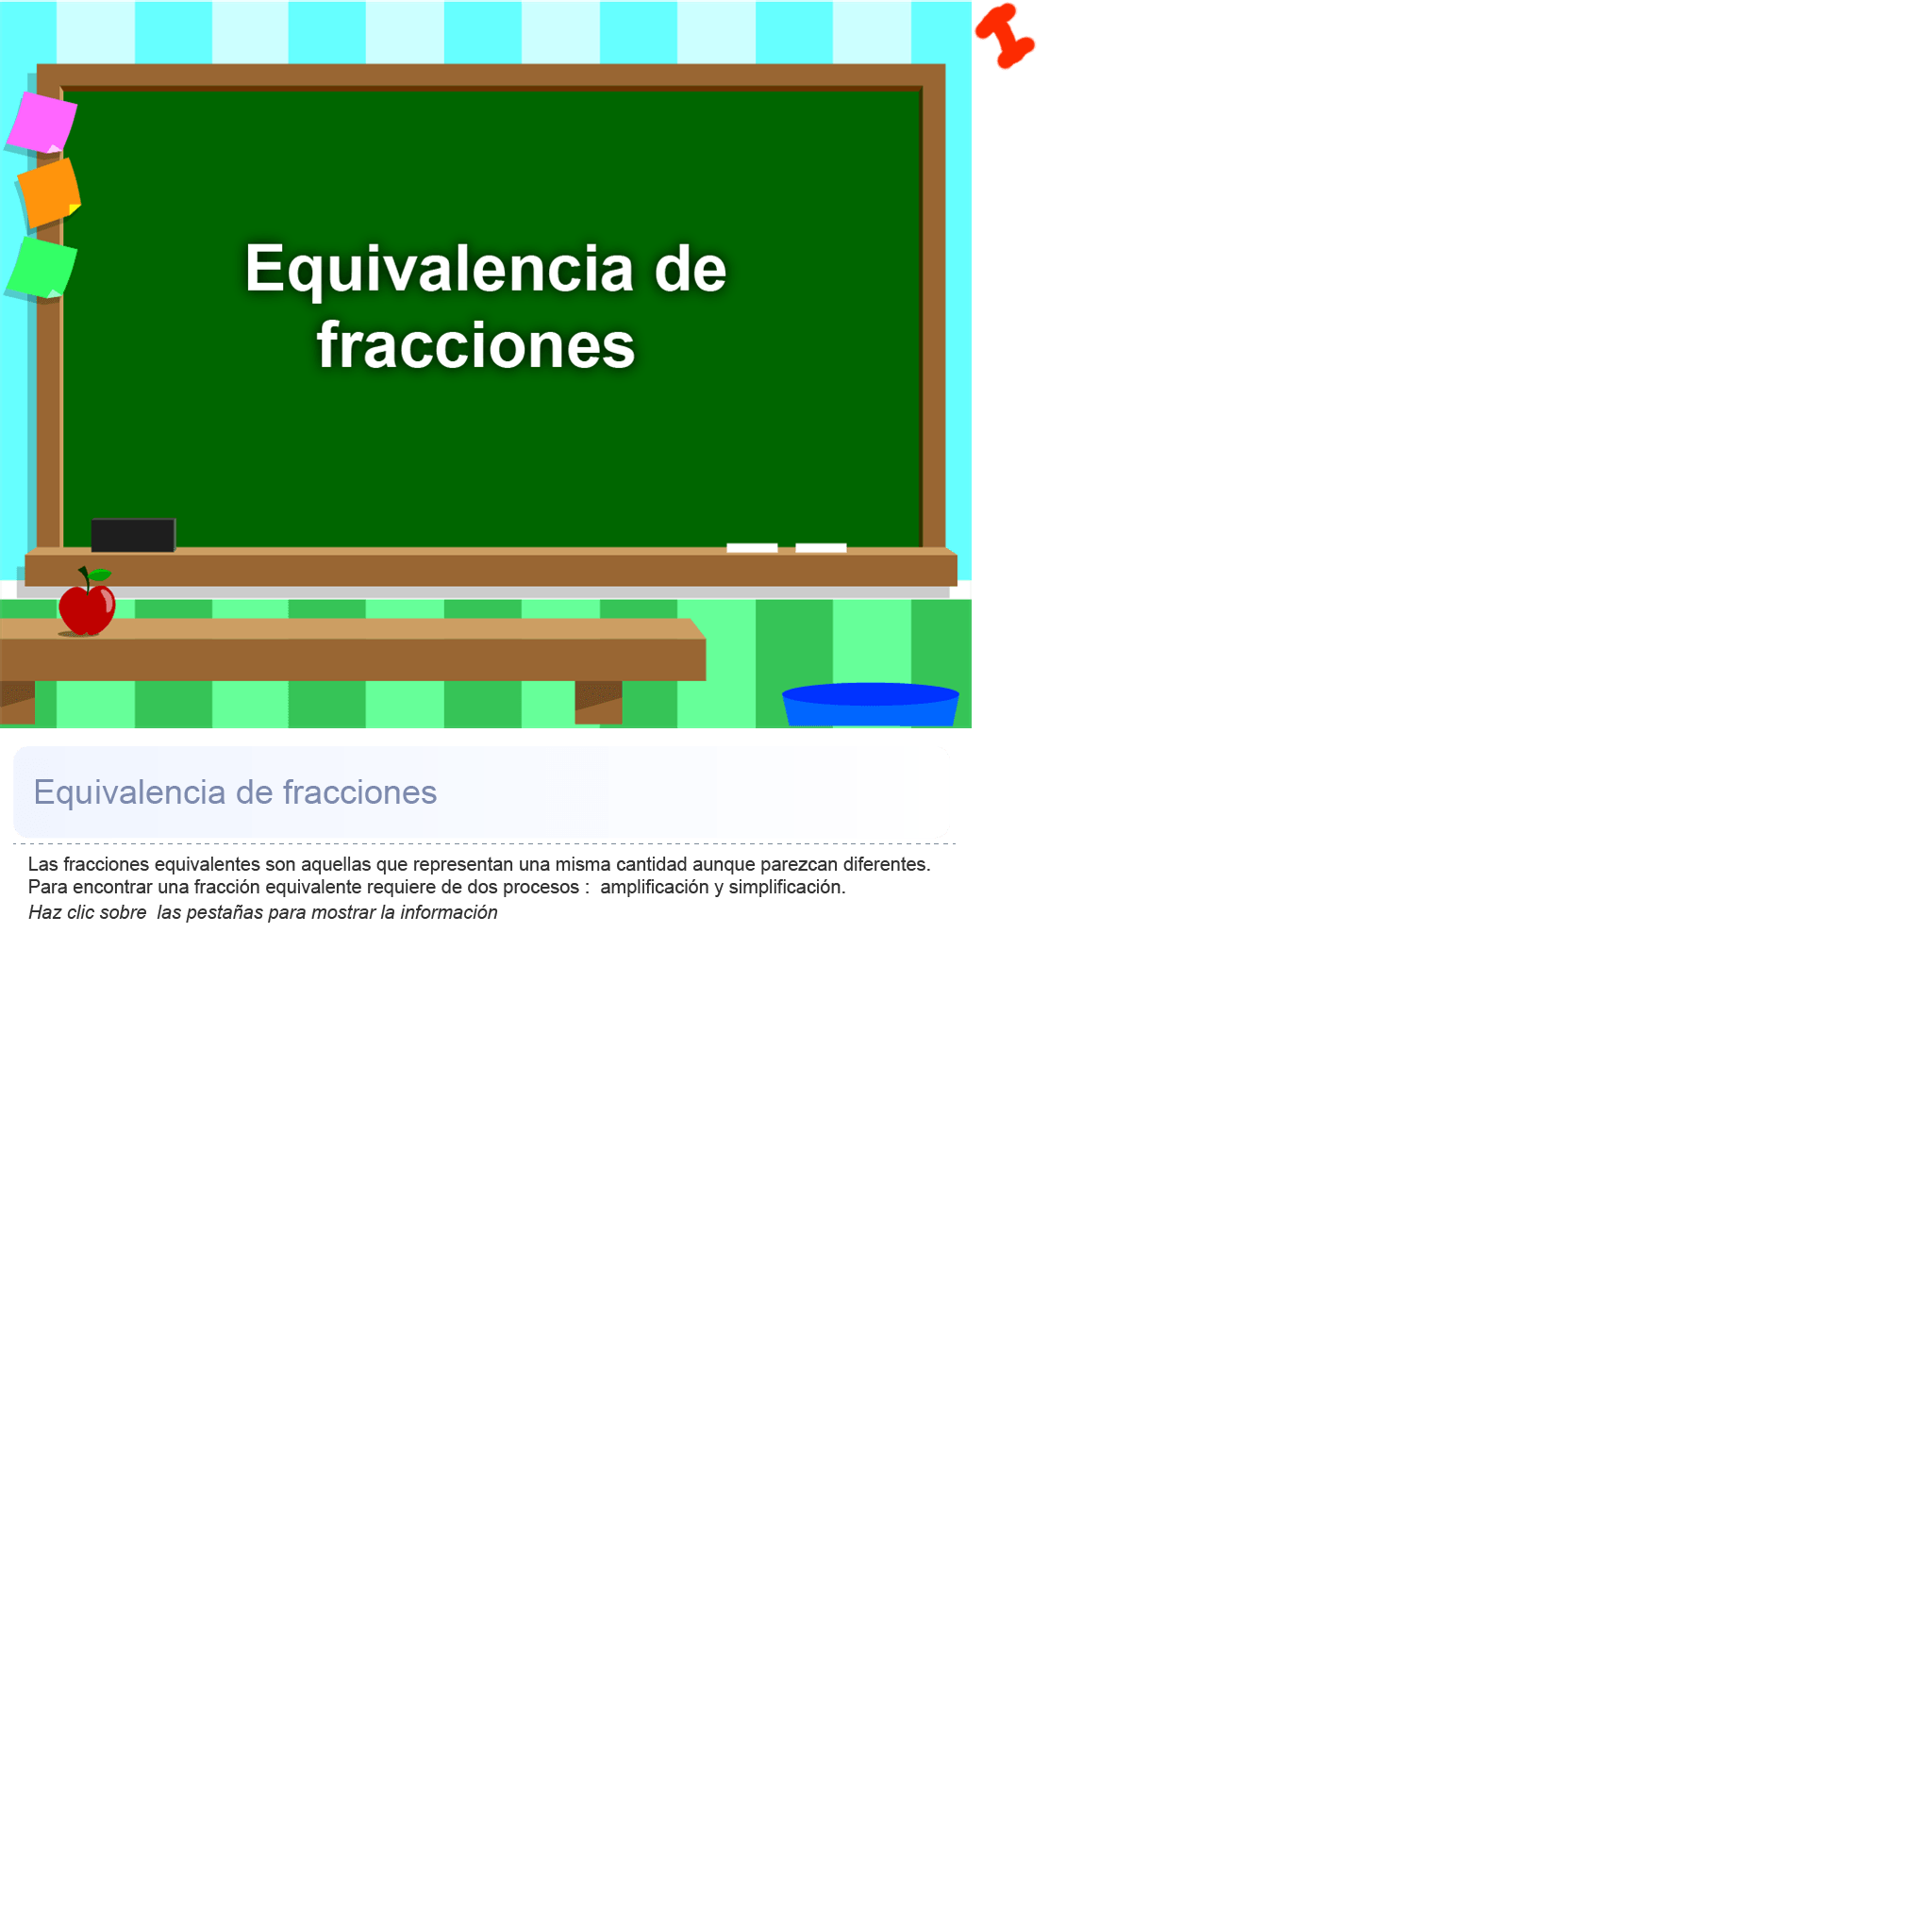 Equivalencia de
fracciones
Equivalencia de fracciones
Las fracciones equivalentes son aquellas que representan una misma cantidad aunque parezcan diferentes.
Para encontrar una fracción equivalente requiere de dos procesos :  amplificación y simplificación.
Haz clic sobre  las pestañas para mostrar la información